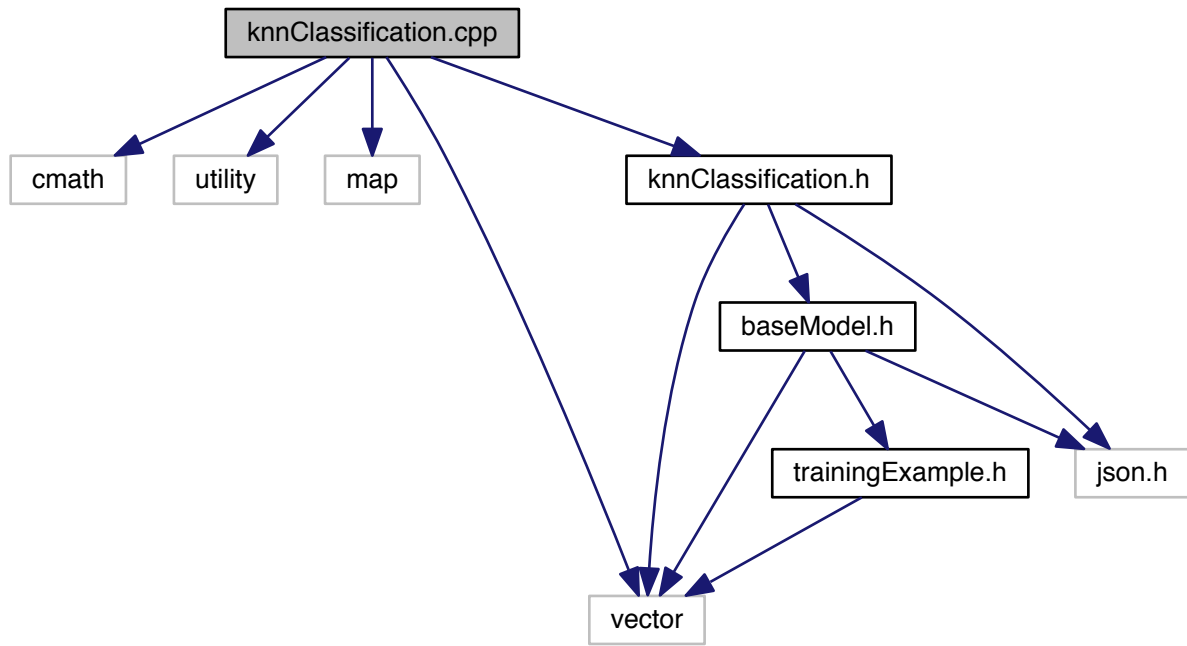 knnClassification.cpp
cmath
utility
map
knnClassification.h
baseModel.h
trainingExample.h
json.h
vector